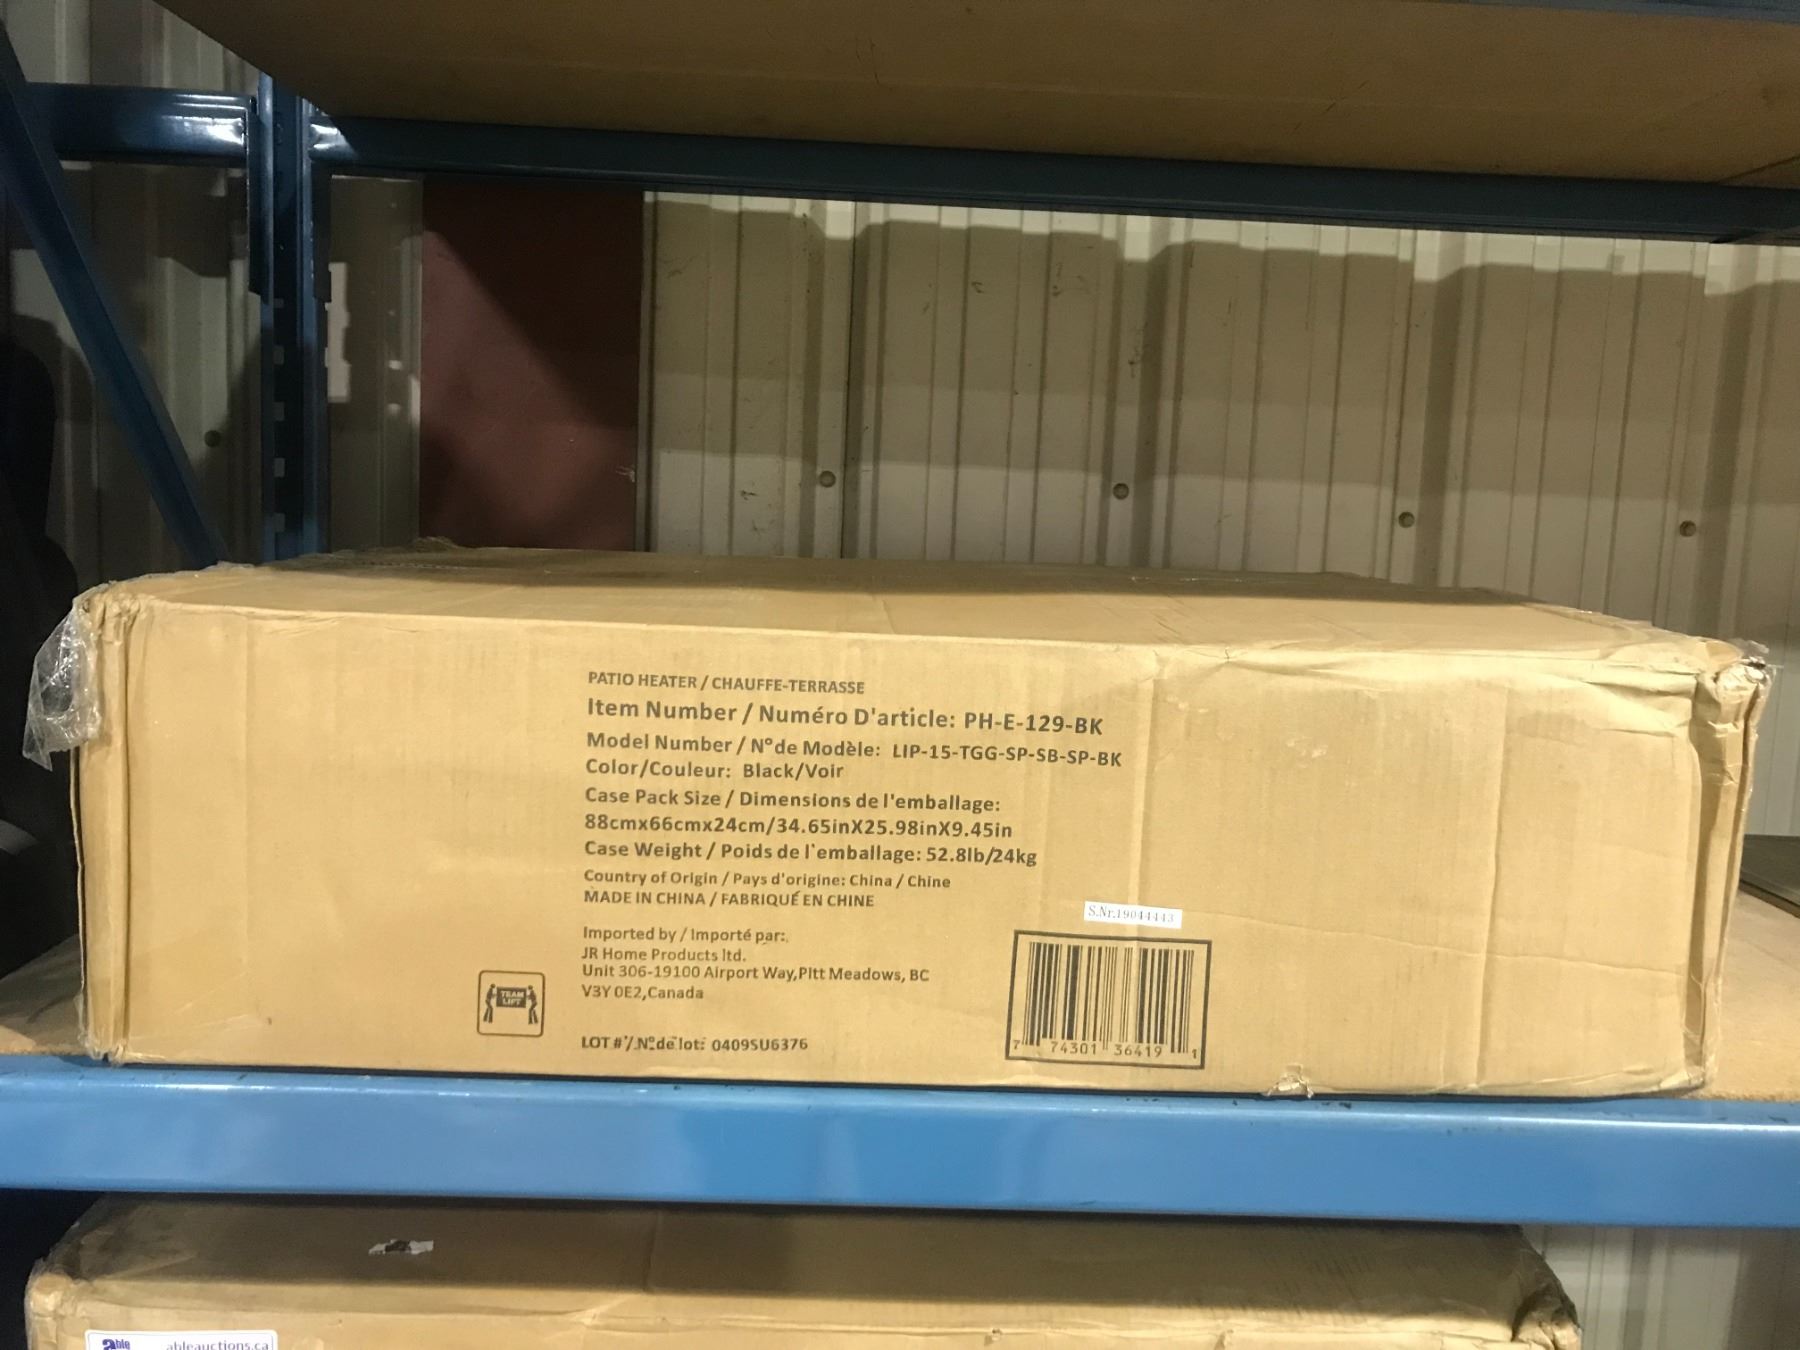 PATIO HEATER / CHAUFFE-TERRASSE
Item Number / Numéro D'article: PH-E-129-BK
Model Number / N°de Modèle: LIP-15-TGG-SP-SB-SP-BK
Color/Couleur: Black/Voir
Case Pack Size / Dimensions de l'emballage:
88cmx66cmx24cm/34.65inX25.98inX9.45in
Case Weight / Poids de l'emballage: 52.8lb/24kg
Country of Origin / Pays d'origine: China / Chine
MADE IN CHINA / FABRIQUÉ EN CHINE
S.Nr.19044443
Imported by / Importé par:
JR Home Products ltd.
Unit 306-19100 Airport Way,Pitt Meadows, BC
V3Y 0E2,Canada
TEAM
LIFT
LOT #/ N°de lot: 0409SU6376
7 74301 36419 1
able
ableauctions.ca